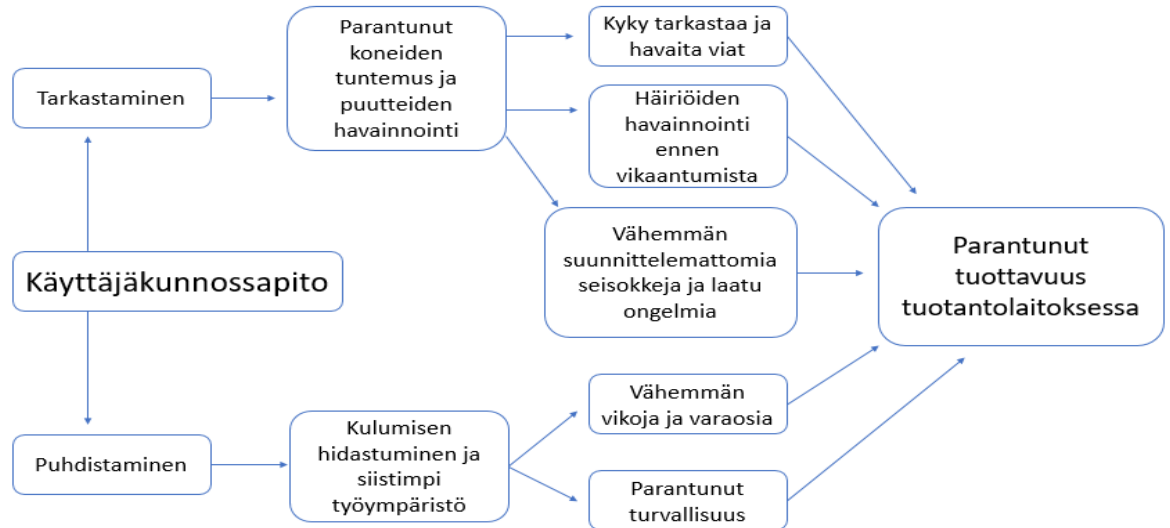 Tarkastaminen
Parantunut
koneiden
tuntemus ja
puutteiden
havainnointi
Kyky tarkastaa ja
havaita viat
Häiriöiden
havainnointi
ennen
vikaantumista
Vähemmän
suunnittelemattomia
seisokkeja ja laatu
ongelmia
Käyttäjäkunnossapito
Parantunut
tuottavuus
tuotantolaitoksessa
Puhdistaminen
Kulumisen
hidastuminen ja
siistimpi
työympäristö
Vähemmän
vikoja ja varaosia
Parantunut
turvallisuus